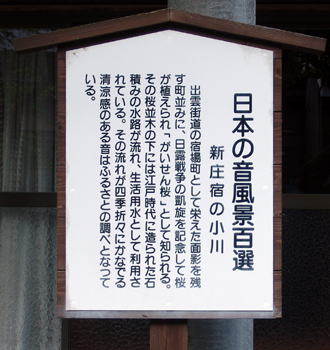 日本の音風景百選
新庄宿の小川
出雲街道の宿場町として栄えた面影を残
す町並みに、日露戦争の凱旋を記念して桜
が植えられ「がいせん桜」として知られる。
その桜並木の下には江戸時代に造られた石
積みの水路が流れ、生活用水として利用さ
れている。その流れが四季折々にかなでる
清涼感のある音はふるさとの調べとなって
いる。